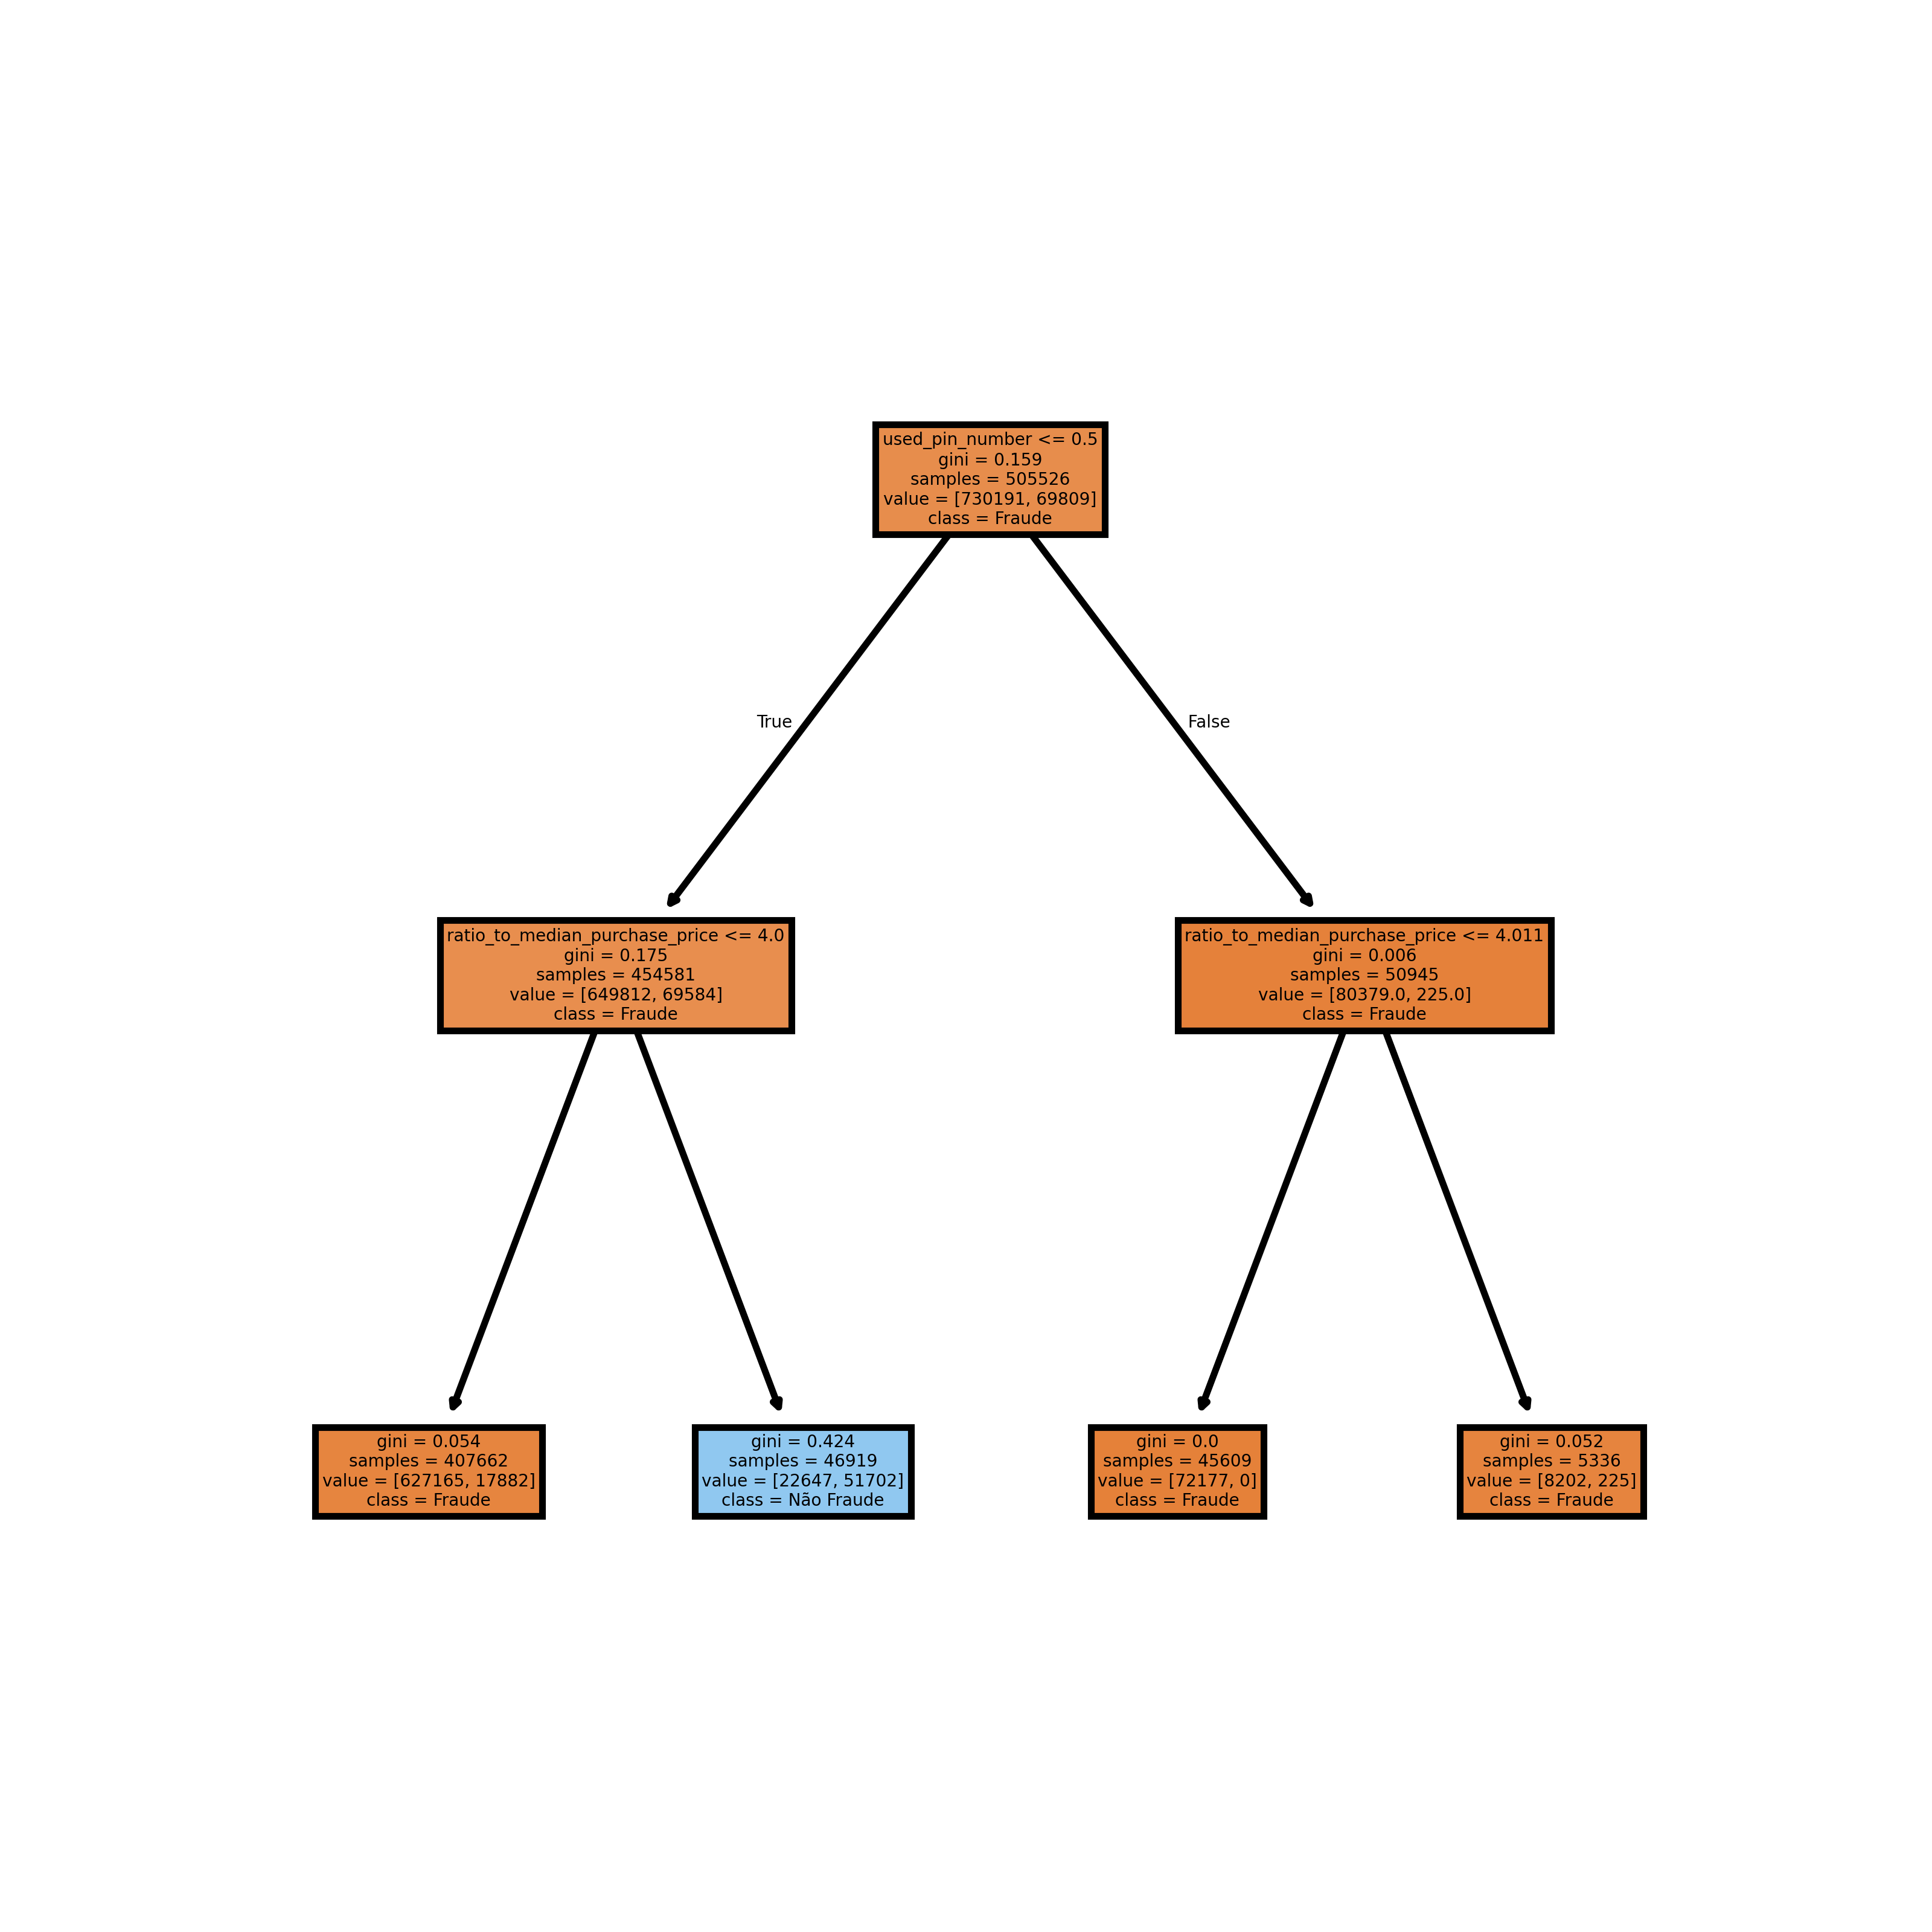 used_pin_number <= 0.5
gini = 0.159
samples = 505526
value = [730191, 69809]
class = Fraude
True
False
ratio_to_median_purchase_price <= 4.0
gini = 0.175
samples = 454581
value = [649812, 69584]
class = Fraude
ratio_to_median_purchase_price <= 4.011
gini = 0.006
samples = 50945
value = [80379.0, 225.0]
class = Fraude
gini = 0.054
samples = 407662
value = [627165, 17882]
class = Fraude
gini = 0.424
samples = 46919
value = [22647, 51702]
class = Não Fraude
gini = 0.0
samples = 45609
value = [72177, 0]
class = Fraude
gini = 0.052
samples = 5336
value = [8202, 225]
class = Fraude